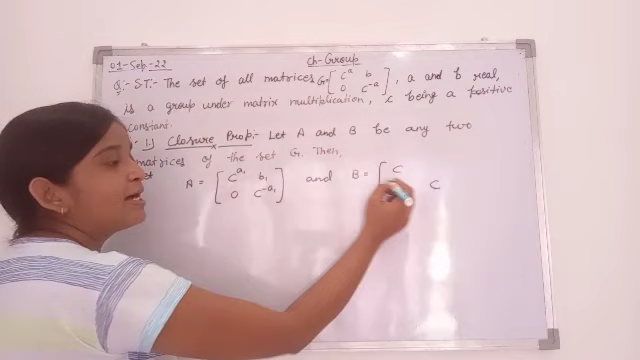 01-Sep-22
Ch-Group
Q:- ST:- The set of all matrices G = [ c^a b , a and b real,
0 c^-a ]
is a group under matrix multiplication, c being a positive
constant.
1) Closure Prop:- Let A and B be any two
matrices of the set G. Then,
A = [ c^a₁ b₁ and B = [ c
0 c^-a₁ ] c